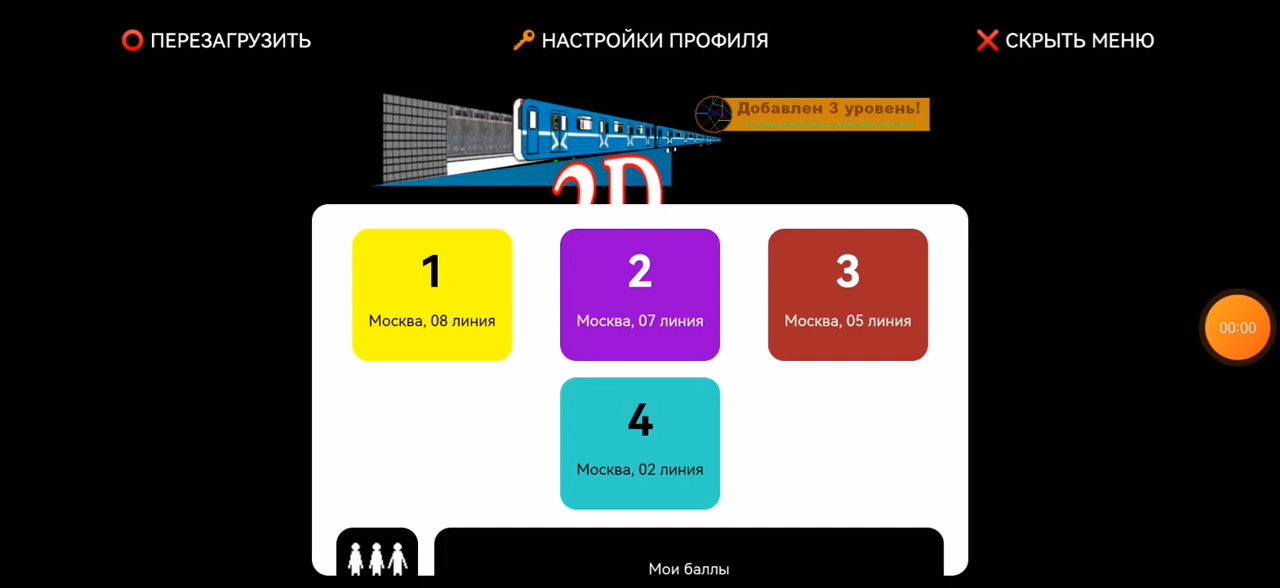 ПЕРЕЗАГРУЗИТЬ
НАСТРОЙКИ ПРОФИЛЯ
СКРЫТЬ МЕНЮ
Добавлен 3 уровень!
2D
1
Москва, 08 линия
2
Москва, 07 линия
3
Москва, 05 линия
00:00
4
Москва, 02 линия
Мои баллы